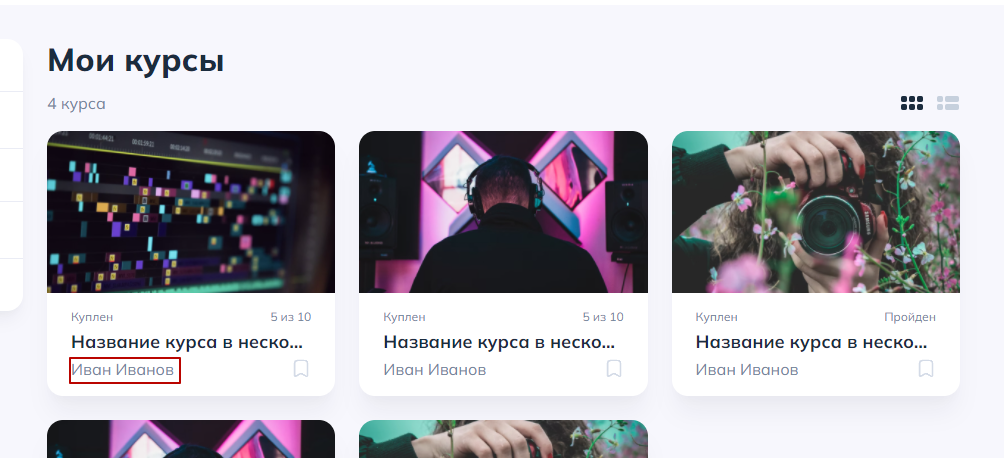 Мои курсы
4 курса
Куплен
5 из 10
Название курса в неско...
Иван Иванов
Куплен
5 из 10
Название курса в неско...
Иван Иванов
Куплен
Пройден
Название курса в неско...
Иван Иванов